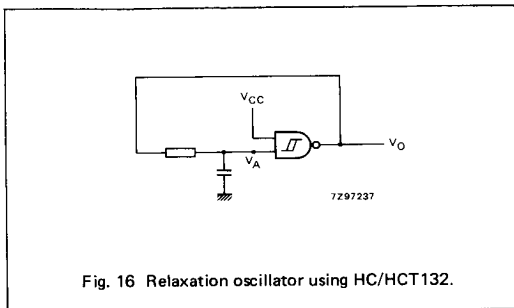 VCC
VA
VO
7Z97237
Fig. 16 Relaxation oscillator using HC/HCT132.